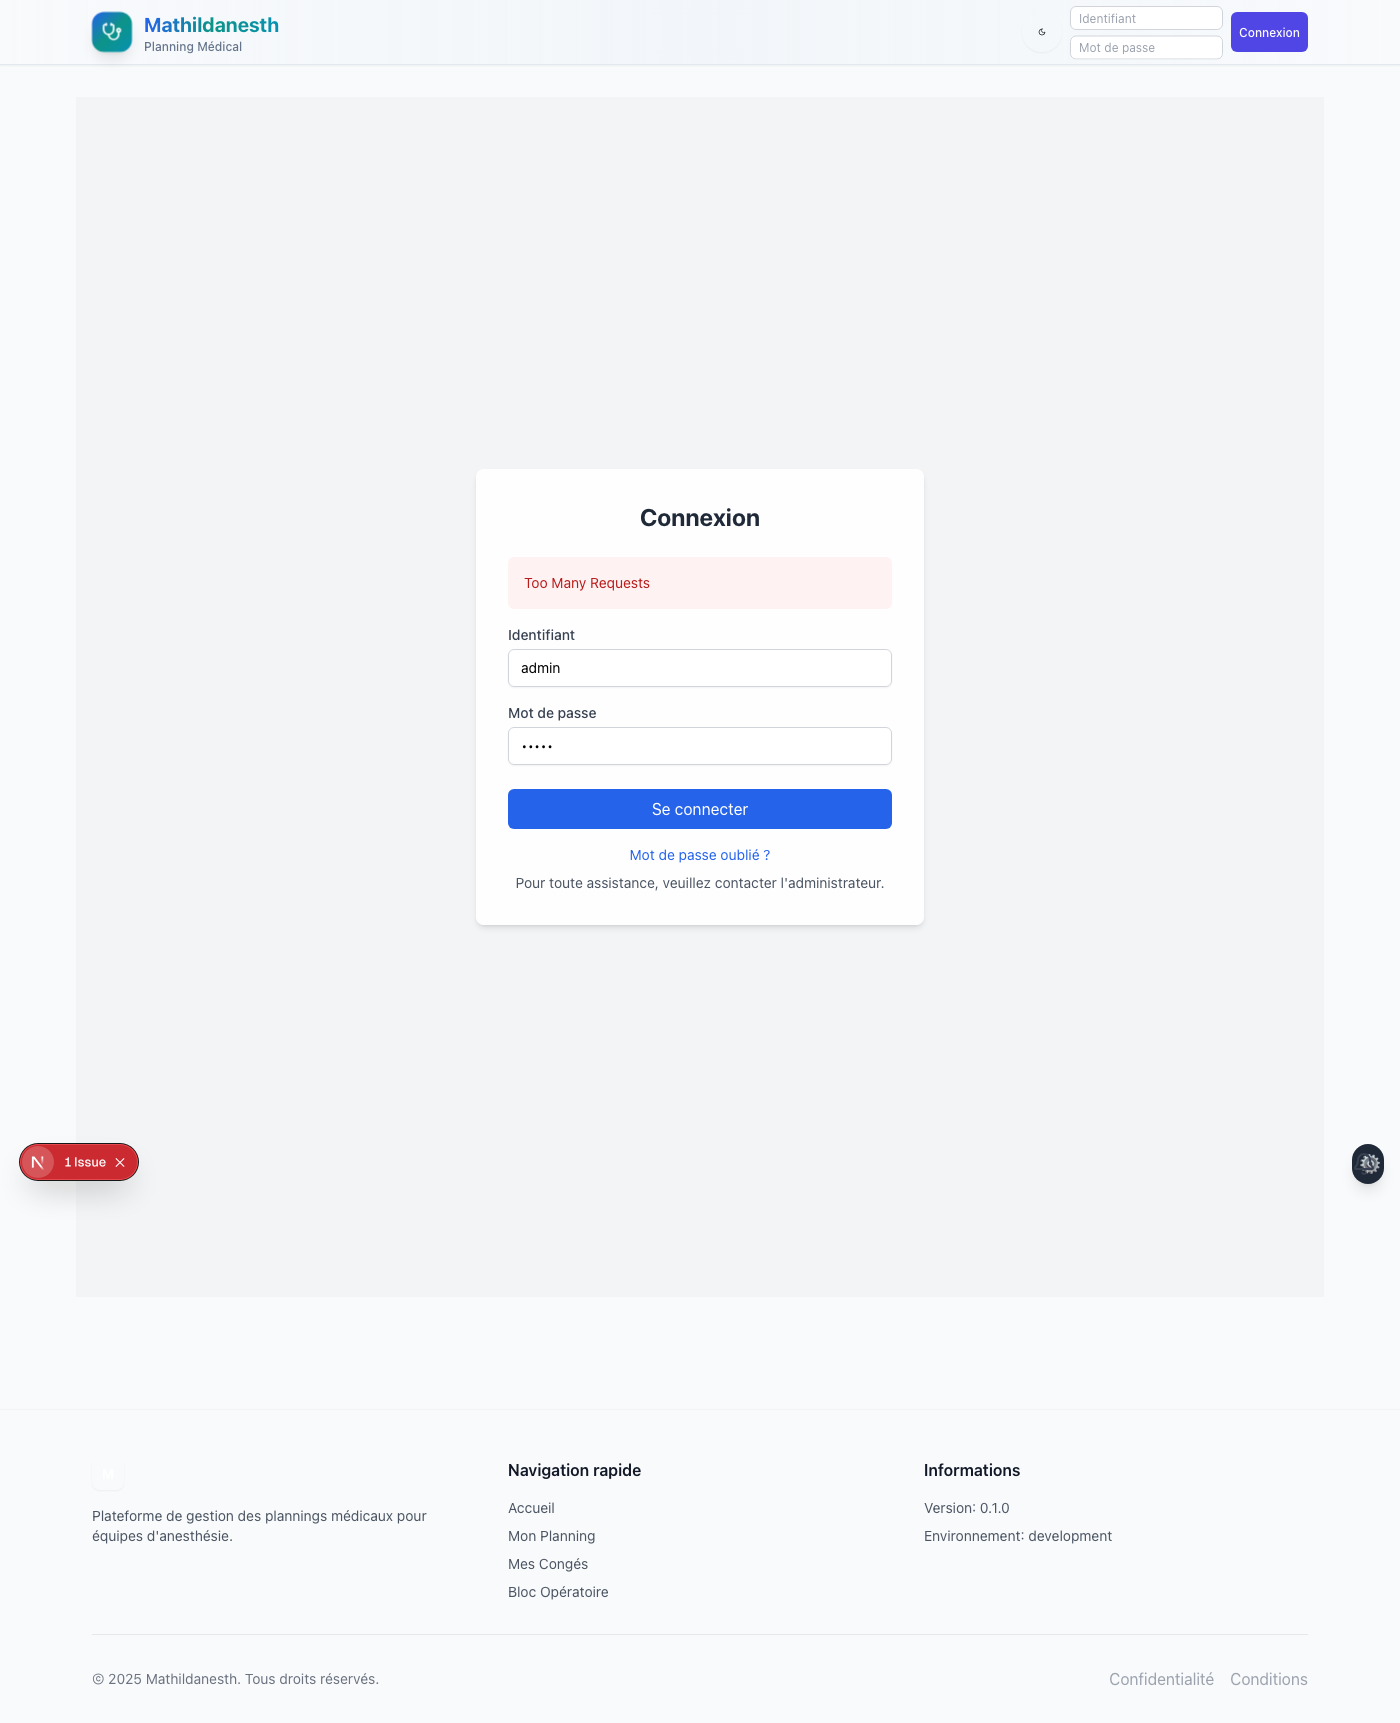 Mathildanesth
Planning Médical
Identifiant
Mot de passe
Connexion
Connexion
Too Many Requests
Identifiant
admin
Mot de passe
•••••
Se connecter
Mot de passe oublié ?
Pour toute assistance, veuillez contacter l'administrateur.
1 Issue
M
Plateforme de gestion des plannings médicaux pour
équipes d'anesthésie.
Navigation rapide
Accueil
Mon Planning
Mes Congés
Bloc Opératoire
Informations
Version: 0.1.0
Environnement: development
© 2025 Mathildanesth. Tous droits réservés.
Confidentialité Conditions